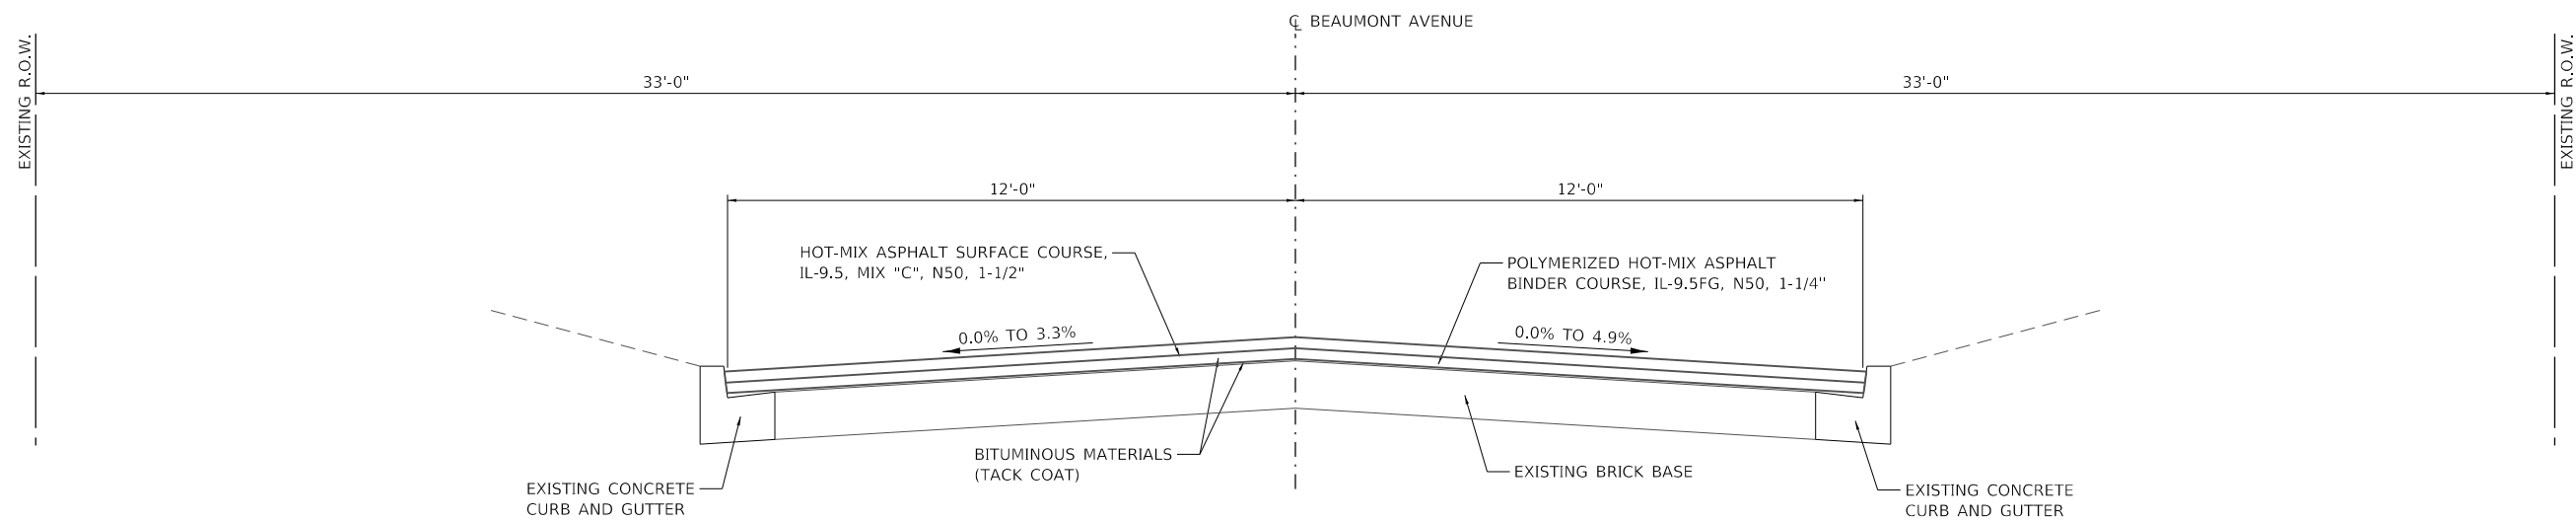 ℄ BEAUMONT AVENUE
EXISTING R.O.W.
EXISTING R.O.W.
33'-0"
33'-0"
12'-0"
12'-0"
HOT-MIX ASPHALT SURFACE COURSE,
IL-9.5, MIX "C", N50, 1-1/2"
POLYMERIZED HOT-MIX ASPHALT
BINDER COURSE, IL-9.5FG, N50, 1-1/4"
0.0% TO 3.3%
0.0% TO 4.9%
BITUMINOUS MATERIALS
(TACK COAT)
EXISTING BRICK BASE
EXISTING CONCRETE
CURB AND GUTTER
EXISTING CONCRETE
CURB AND GUTTER